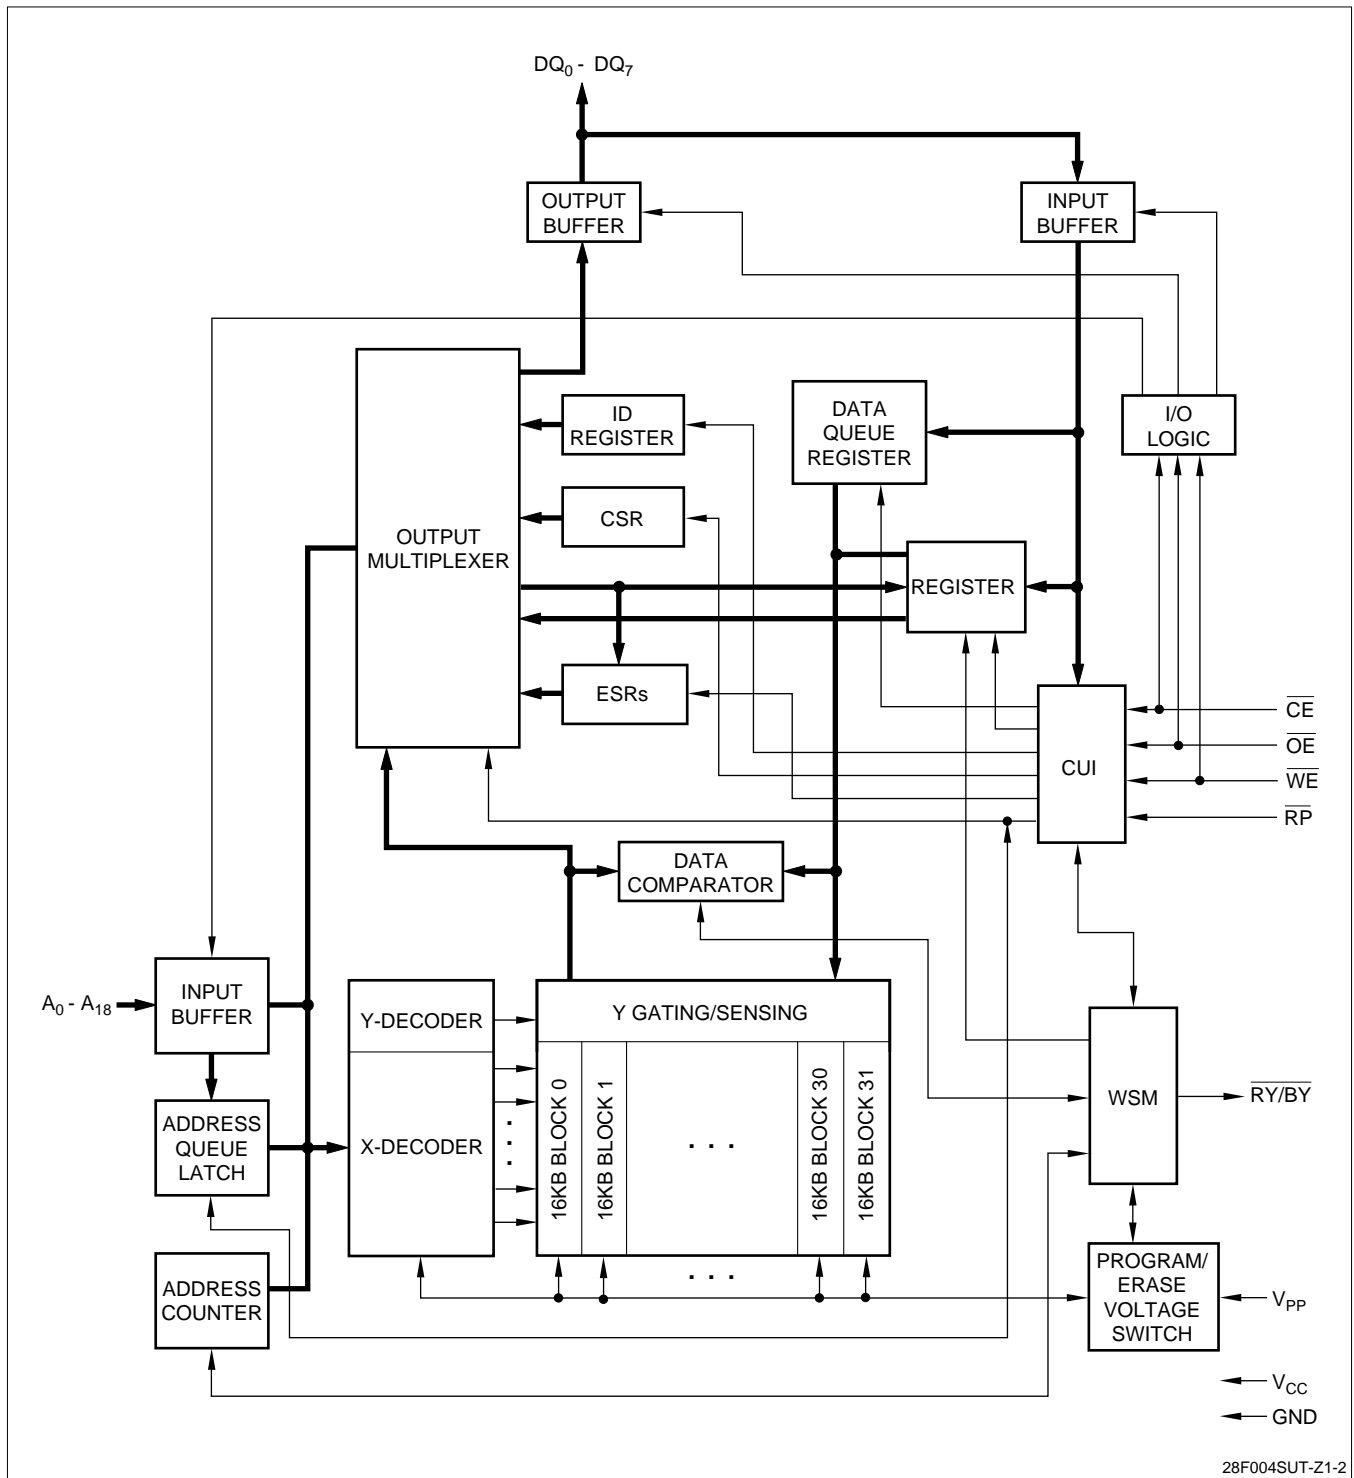 DQ0 - DQ7
OUTPUT
BUFFER
INPUT
BUFFER
ID
REGISTER
DATA
QUEUE
REGISTER
I/O
LOGIC
CSR
OUTPUT
MULTIPLEXER
REGISTER
ESRs
CUI
CE
OE
WE
RP
DATA
COMPARATOR
A0 - A18
INPUT
BUFFER
Y-DECODER
Y GATING/SENSING
ADDRESS
QUEUE
LATCH
X-DECODER
16KB BLOCK 0
16KB BLOCK 1
. . .
16KB BLOCK 30
16KB BLOCK 31
WSM
RY/BY
ADDRESS
COUNTER
. . .
PROGRAM/
ERASE
VOLTAGE
SWITCH
VPP
VCC
GND
28F004SUT-Z1-2